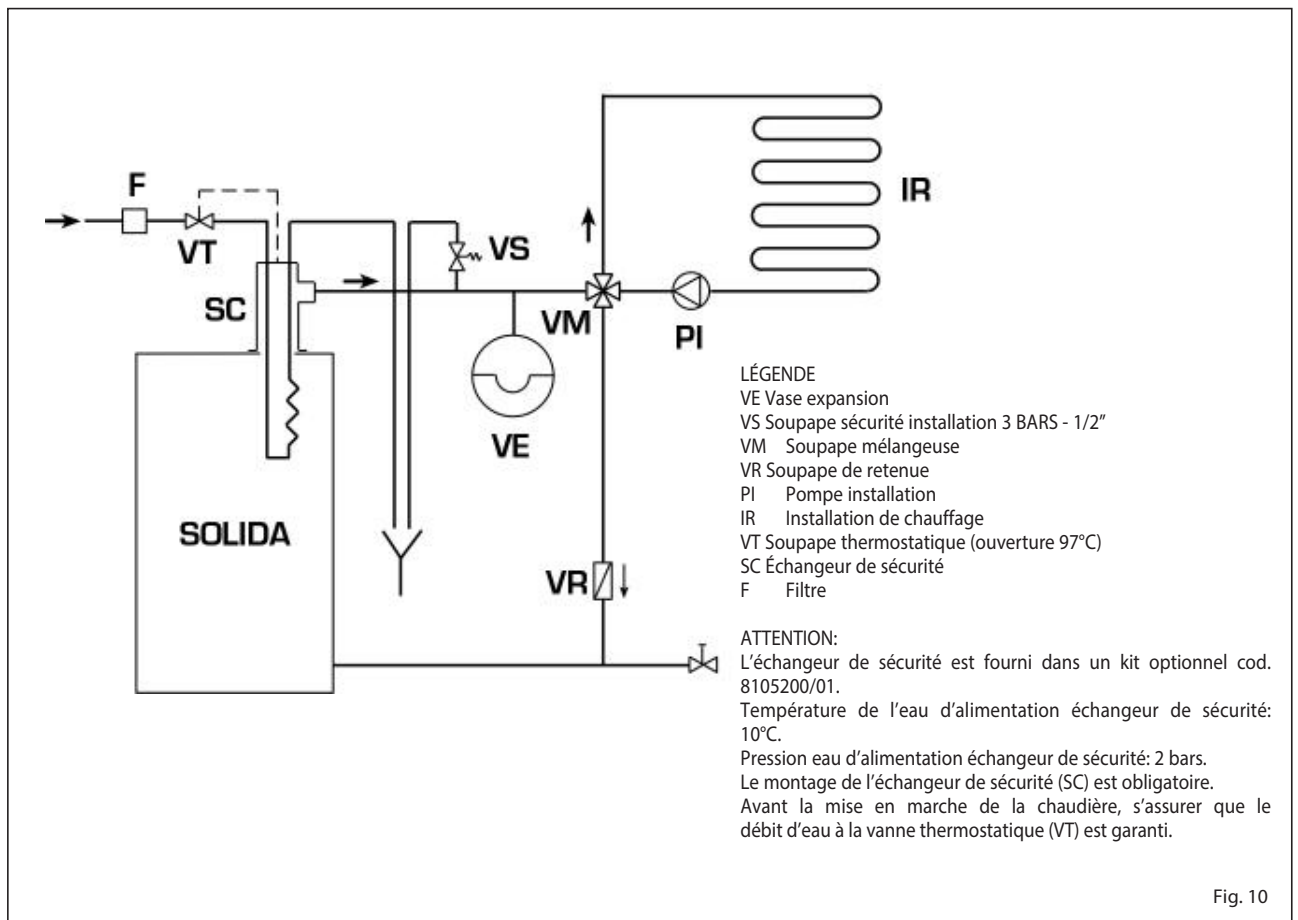 F
VT
SC
VS
VM
PI
IR
VE
SOLIDA
VR
LÉGENDE
VE Vase expansion
VS Soupape sécurité installation 3 BARS - 1/2”
VM Soupape mélangeuse
VR Soupape de retenue
PI Pompe installation
IR Installation de chauffage
VT Soupape thermostatique (ouverture 97°C)
SC Échangeur de sécurité
F Filtre
ATTENTION:
L’échangeur de sécurité est fourni dans un kit optionnel cod.
8105200/01.
Température de l’eau d’alimentation échangeur de sécurité:
10°C.
Pression eau d’alimentation échangeur de sécurité: 2 bars.
Le montage de l’échangeur de sécurité (SC) est obligatoire.
Avant la mise en marche de la chaudière, s’assurer que le
débit d’eau à la vanne thermostatique (VT) est garanti.
Fig. 10